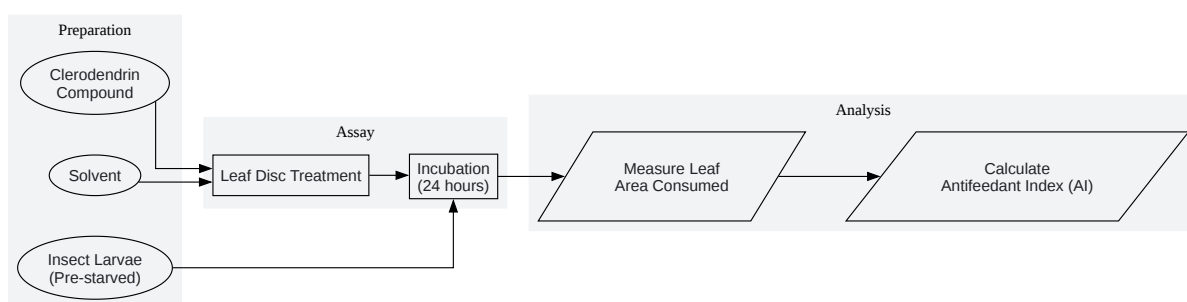 Preparation
Clerodendrin
Compound
Solvent
Insect Larvae
(Pre-starved)
Assay
Leaf Disc Treatment
Incubation
(24 hours)
Analysis
Measure Leaf
Area Consumed
Calculate
Antifeedant Index (AI)